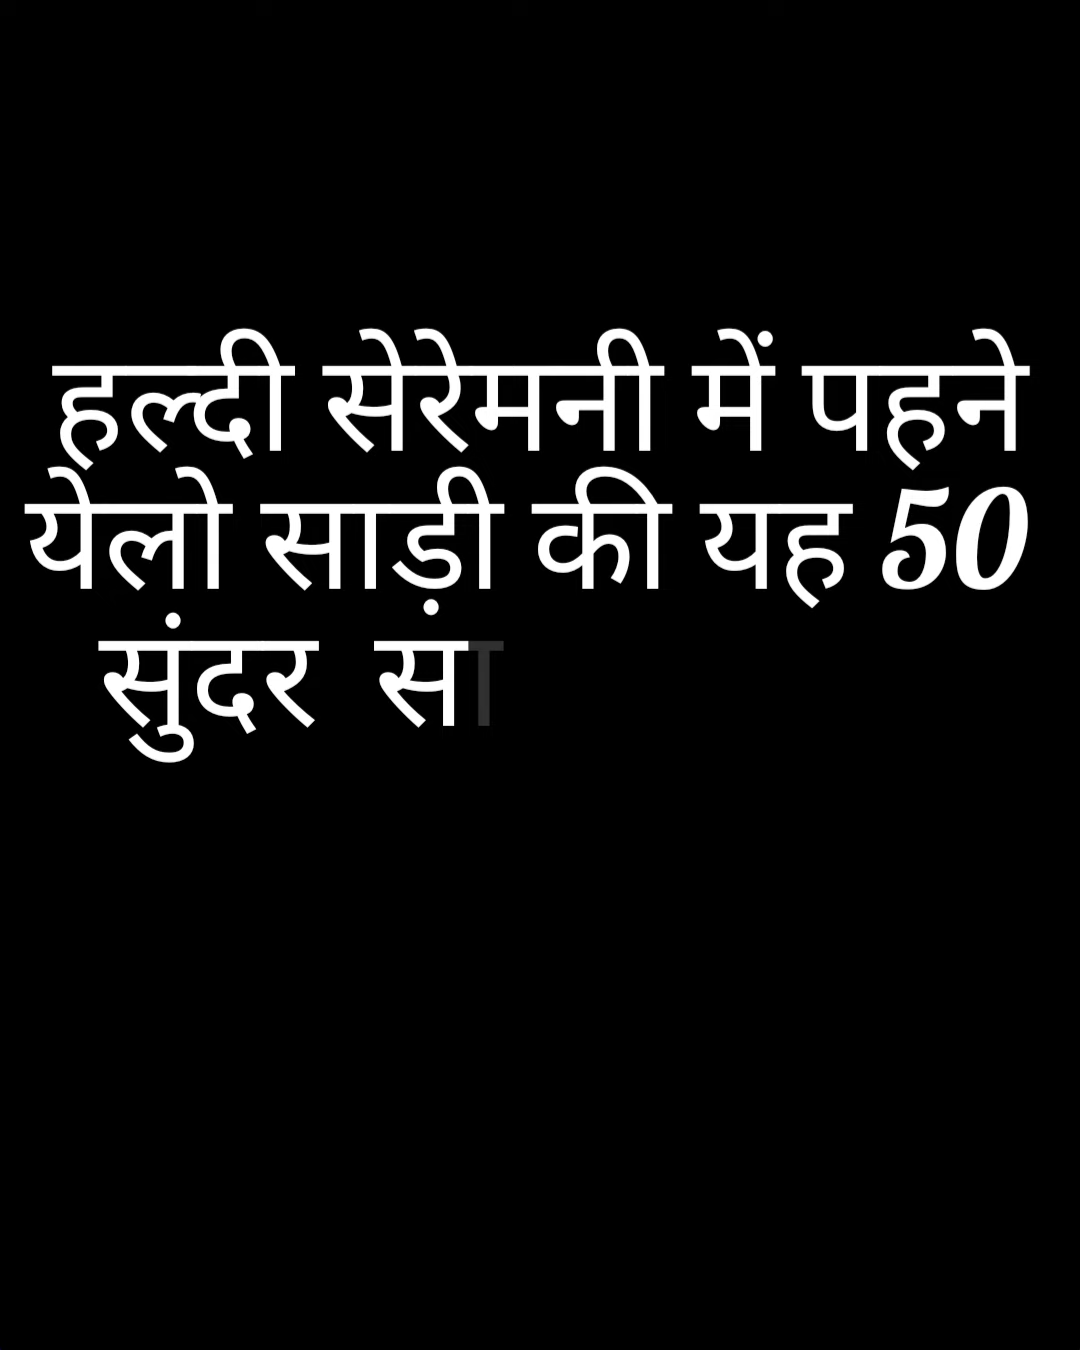 हल्दी सेरेमनी में पहने
येलो साड़ी की यह 50
सुंदर सां